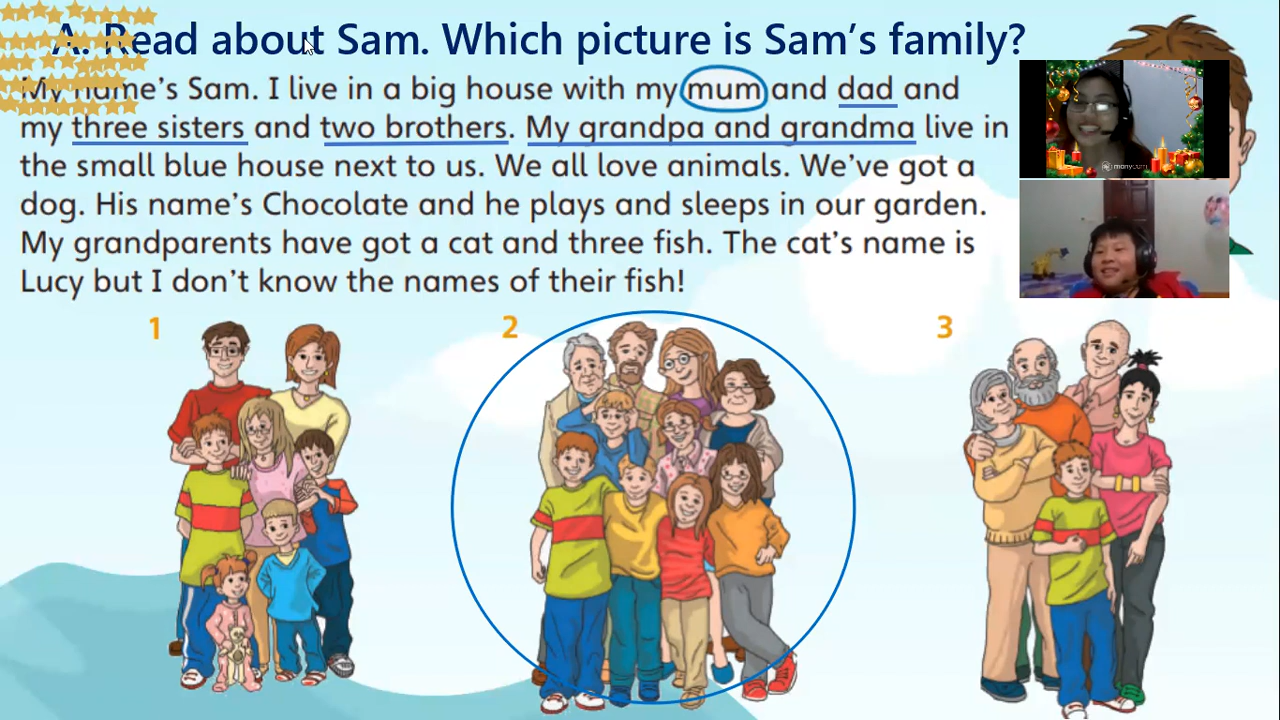 A. Read about Sam. Which picture is Sam's family?
My name's Sam. I live in a big house with my mum and dad and
my three sisters and two brothers. My grandpa and grandma live in
the small blue house next to us. We all love animals. We've got a
dog. His name's Chocolate and he plays and sleeps in our garden.
My grandparents have got a cat and three fish. The cat's name is
Lucy but I don't know the names of their fish!
manycam
1
2
3